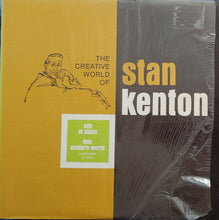 THE
CREATIVE
WORLD
OF
stan
kenton
city of glass
this
modern world